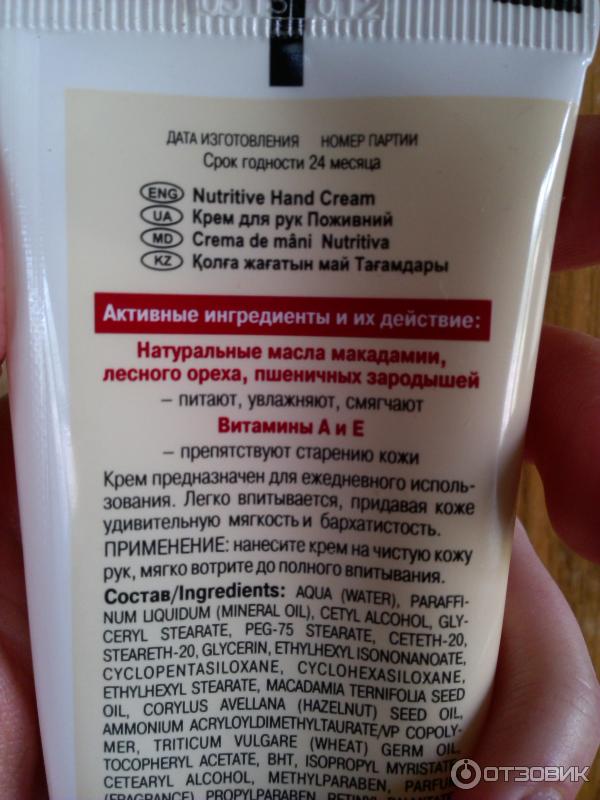 ДАТА ИЗГОТОВЛЕНИЯ НОМЕР ПАРТИИ
Срок годности 24 месяца
ENG Nutritive Hand Cream
UA Крем для рук Поживний
MD Crema de mâni Nutritiva
KZ Қолға жағатын май Тағамдары
Активные ингредиенты и их действие:
Натуральные масла макадамии,
лесного ореха, пшеничных зародышей
– питают, увлажняют, смягчают
Витамины А и Е
– препятствуют старению кожи
Крем предназначен для ежедневного исполь-
зования. Легко впитывается, придавая коже
удивительную мягкость и бархатистость.
ПРИМЕНЕНИЕ: нанесите крем на чистую кожу
рук, мягко вотрите до полного впитывания.
Состав/Ingredients: AQUA (WATER), PARAFFI-
NUM LIQUIDUM (MINERAL OIL), CETYL ALCOHOL, GLY-
CERYL STEARATE, PEG-75 STEARATE, CETETH-20,
STEARETH-20, GLYCERIN, ETHYLHEXYL ISONONANOATE,
CYCLOPENTASILOXANE, CYCLOHEXASILOXANE,
ETHYLHEXYL STEARATE, MACADAMIA TERNIFOLIA SEED
OIL, CORYLUS AVELLANA (HAZELNUT) SEED OIL,
AMMONIUM ACRYLOYLDIMETHYLTAURATE/VP COPOLY-
MER, TRITICUM VULGARE (WHEAT) GERM OIL,
TOCOPHERYL ACETATE, BHT, ISOPROPYL MYRISTATE,
CETEARYL ALCOHOL, METHYLPARABEN, PARFUM
(FRAGRANCE), PROPYLPARABEN, RETINYL PALMITATE
ОТЗОВИК